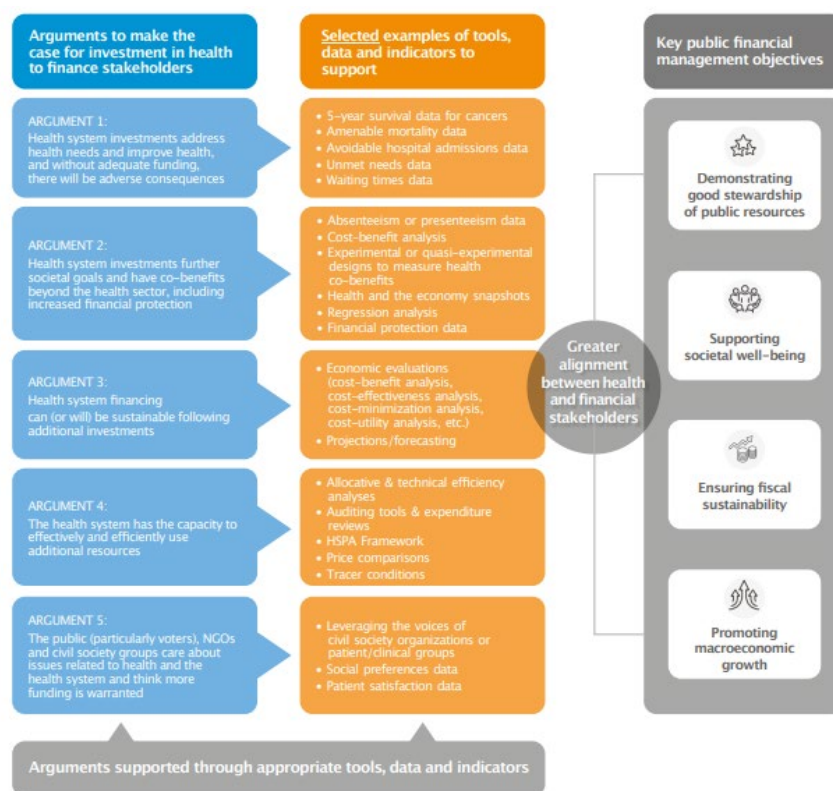 Arguments to make the
case for investment in health
to finance stakeholders
Selected examples of tools,
data and indicators to
support
Key public financial
management objectives
ARGUMENT 1:
Health system investments address
health needs and improve health,
and without adequate funding,
there will be adverse consequences
• 5-year survival data for cancers
• Amenable mortality data
• Avoidable hospital admissions data
• Unmet needs data
• Waiting times data
ARGUMENT 2:
Health system investments further
societal goals and have co-benefits
beyond the health sector, including
increased financial protection
• Absenteeism or presenteeism data
• Cost-benefit analysis
• Experimental or quasi-experimental
designs to measure health
co-benefits
• Health and the economy snapshots
• Regression analysis
• Financial protection data
ARGUMENT 3:
Health system financing
can (or will) be sustainable following
additional investments
• Economic evaluations
(cost-benefit analysis,
cost-effectiveness analysis,
cost-minimization analysis,
cost-utility analysis, etc.)
• Projections/forecasting
ARGUMENT 4:
The health system has the capacity to
effectively and efficiently use
additional resources
• Allocative & technical efficiency
analyses
• Auditing tools & expenditure
reviews
• HSPA Framework
• Price comparisons
• Tracer conditions
ARGUMENT 5:
The public (particularly voters), NGOs
and civil society groups care about
issues related to health and the
health system and think more
funding is warranted
• Leveraging the voices of
civil society organizations or
patient/clinical groups
• Social preferences data
• Patient satisfaction data
Greater
alignment
between health
and financial
stakeholders
Demonstrating
good stewardship
of public resources
Supporting
societal well-being
Ensuring fiscal
sustainability
Promoting
macroeconomic
growth
Arguments supported through appropriate tools, data and indicators